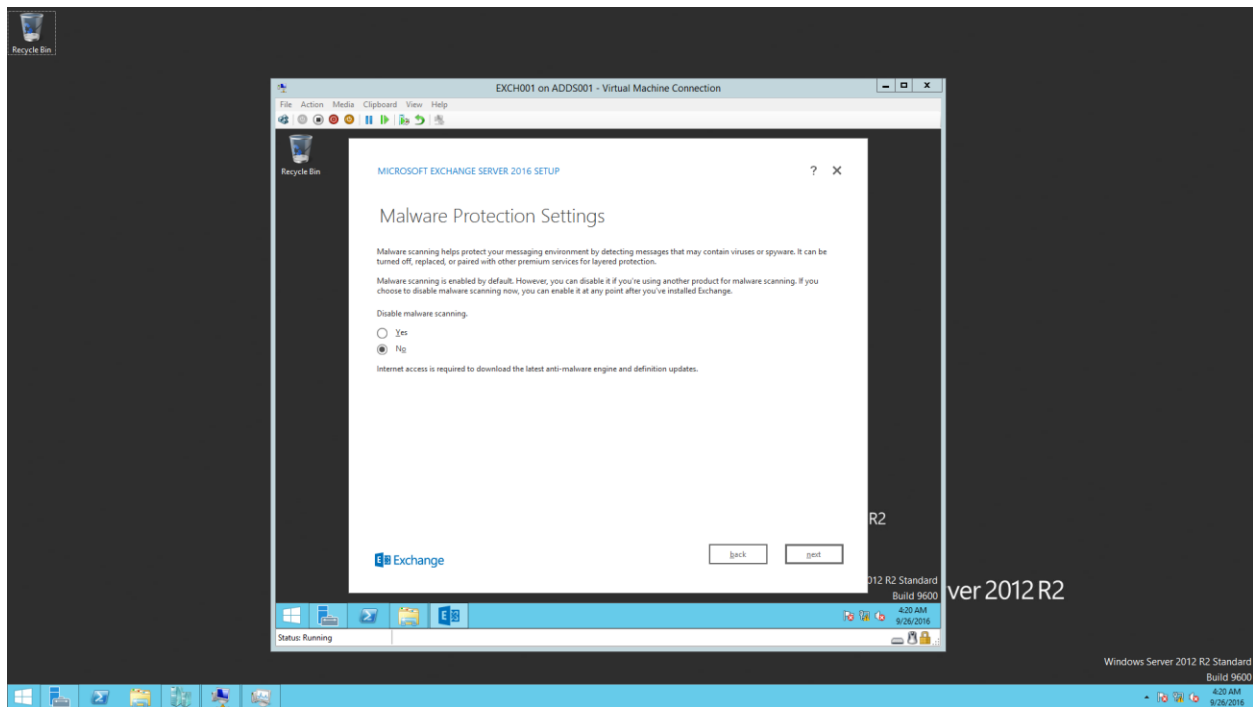 Recycle Bin
EXCH001 on ADDS001 - Virtual Machine Connection
File Action Media Clipboard View Help
Recycle Bin
MICROSOFT EXCHANGE SERVER 2016 SETUP
?
Malware Protection Settings
Malware scanning helps protect your messaging environment by detecting messages that may contain viruses or spyware. It can be
turned off, replaced, or paired with other premium services for layered protection.
Malware scanning is enabled by default. However, you can disable it if you're using another product for malware scanning. If you
choose to disable malware scanning now, you can enable it at any point after you've installed Exchange.
Disable malware scanning.
Yes
No
Internet access is required to download the latest anti-malware engine and definition updates.
R2
Exchange
back
next
012 R2 Standard
Build 9600
ver 2012 R2
4:20 AM
9/26/2016
Status: Running
Windows Server 2012 R2 Standard
Build 9600
4:20 AM
9/26/2016